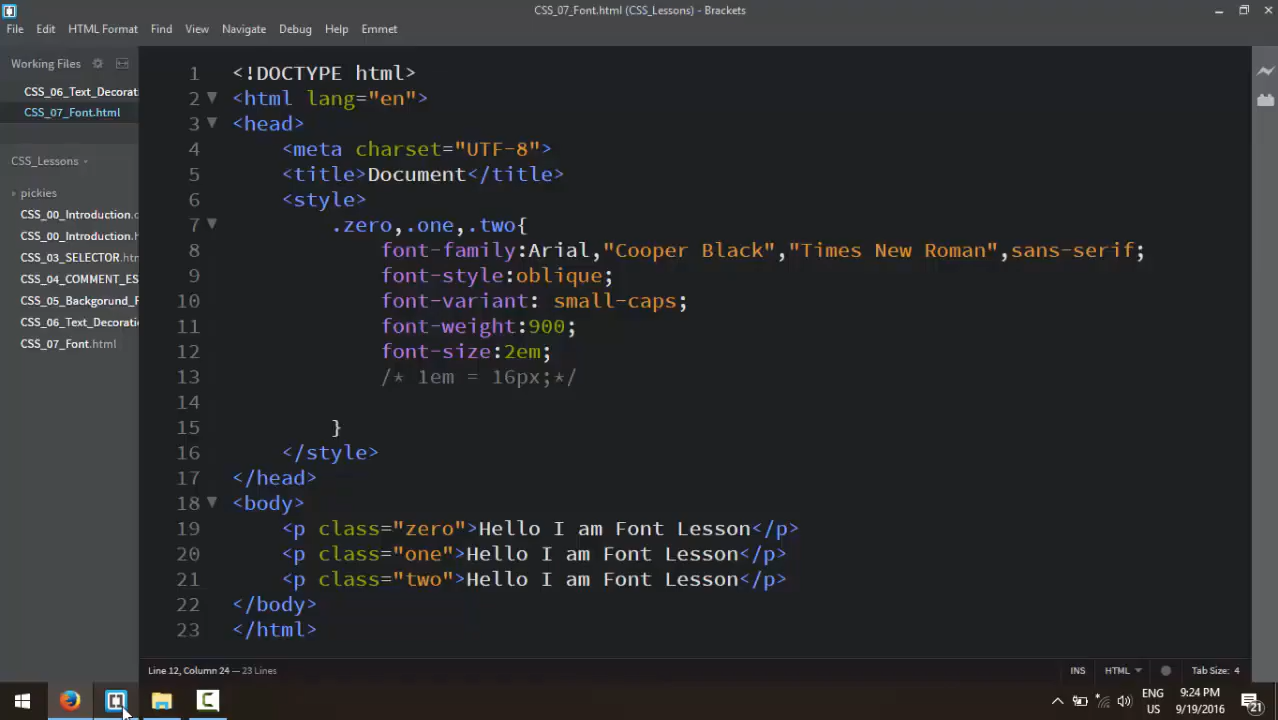 CSS_07_Font.html (CSS_Lessons) - Brackets
File Edit HTML Format Find View Navigate Debug Help Emmet
Working Files
CSS_06_Text_Decorati
CSS_07_Font.html
CSS_Lessons
pickies
CSS_00_Introduction.c
CSS_00_Introduction.h
CSS_03_SELECTOR.htm
CSS_04_COMMENT_ES
CSS_05_Backgorund_P
CSS_06_Text_Decoratio
CSS_07_Font.html
1 <!DOCTYPE html>
2 <html lang="en">
3 <head>
4 <meta charset="UTF-8">
5 <title>Document</title>
6 <style>
7 .zero,.one,.two{
8 font-family:Arial,"Cooper Black","Times New Roman",sans-serif;
9 font-style:oblique;
10 font-variant: small-caps;
11 font-weight:900;
12 font-size:2em;
13 /* 1em = 16px;*/
14
15 }
16 </style>
17 </head>
18 <body>
19 <p class="zero">Hello I am Font Lesson</p>
20 <p class="one">Hello I am Font Lesson</p>
21 <p class="two">Hello I am Font Lesson</p>
22 </body>
23 </html>
Line 12, Column 24 — 23 Lines
INS HTML Tab Size: 4
ENG
US
9:24 PM
9/19/2016
21